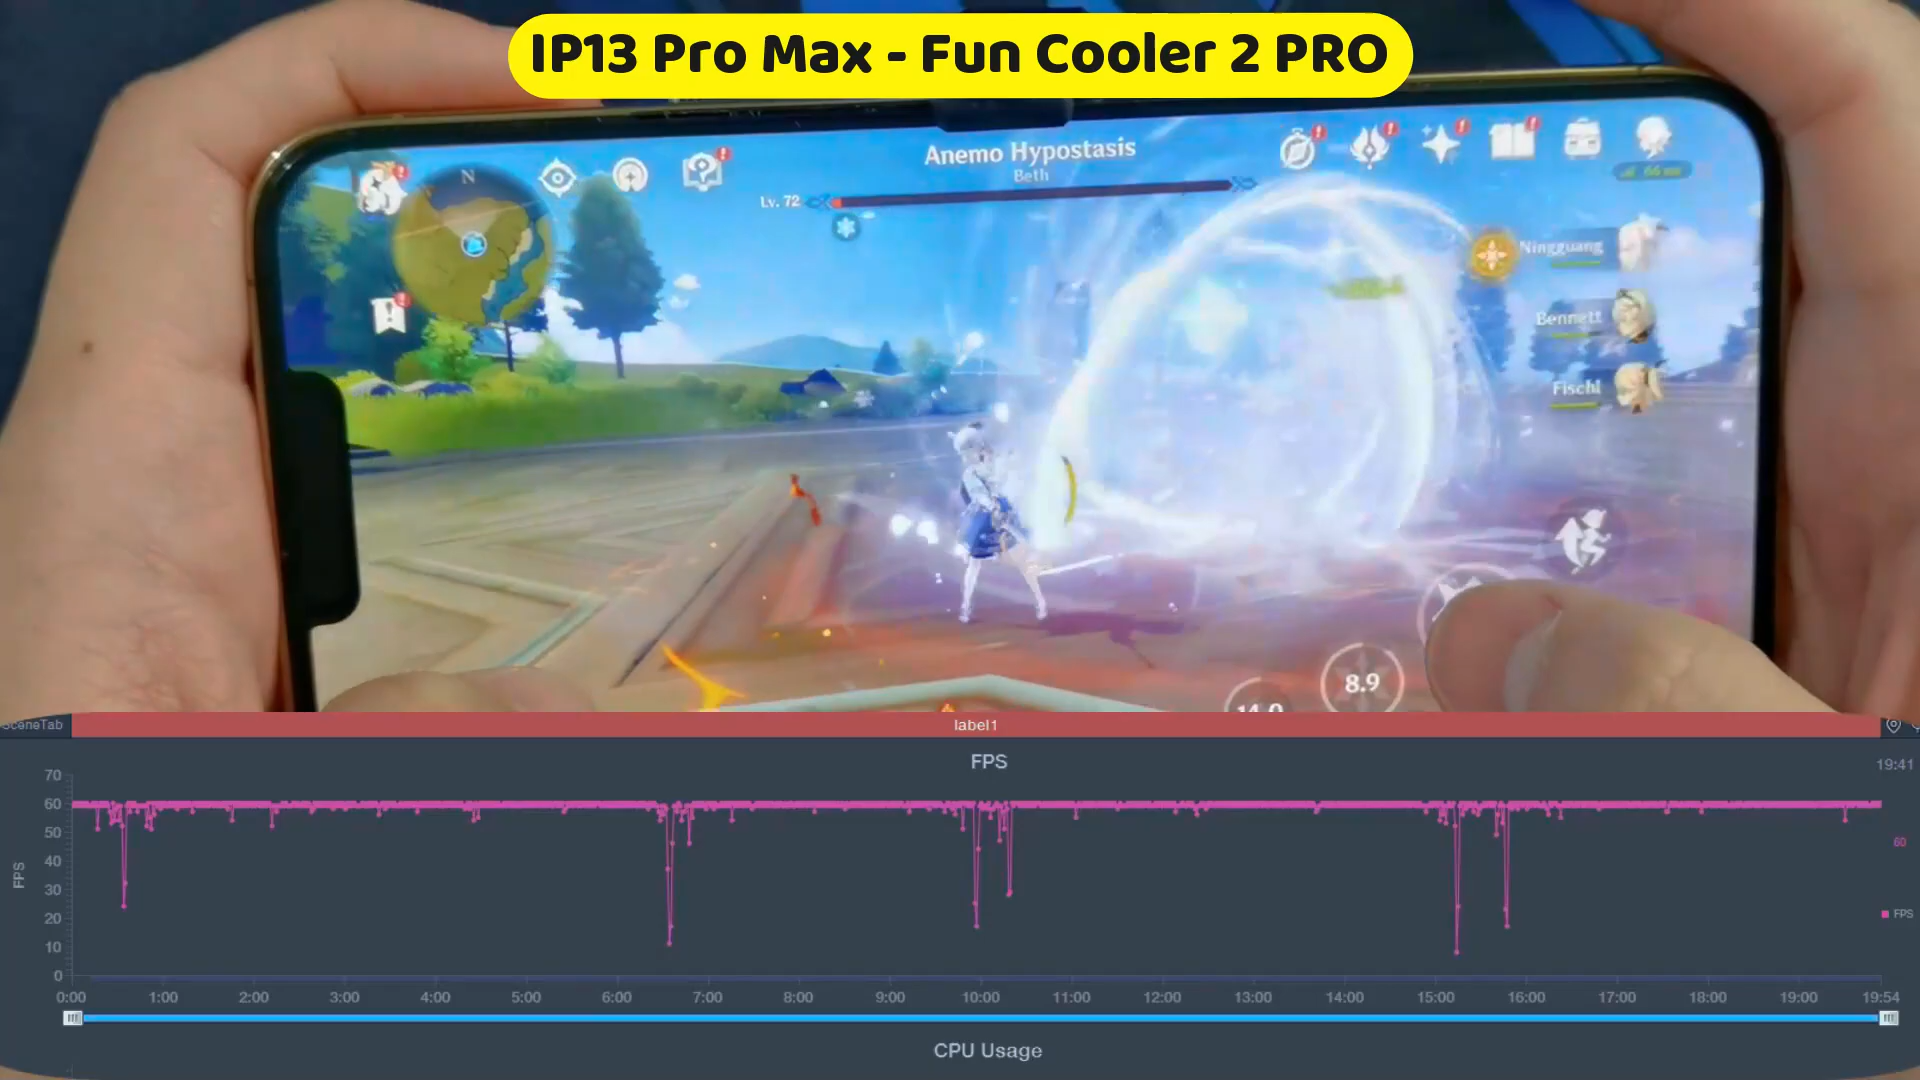 IP13 Pro Max - Fun Cooler 2 PRO
Anemo Hypostasis
Beth
Lv. 72
N
66 ms
Ningguang
Bennett
Fischl
8.9
14.0
SceneTab
label1
FPS
19:41
70
60
50
40
30
20
10
0
FPS
60
FPS
0:00 1:00 2:00 3:00 4:00 5:00 6:00 7:00 8:00 9:00 10:00 11:00 12:00 13:00 14:00 15:00 16:00 17:00 18:00 19:00 19:54
CPU Usage